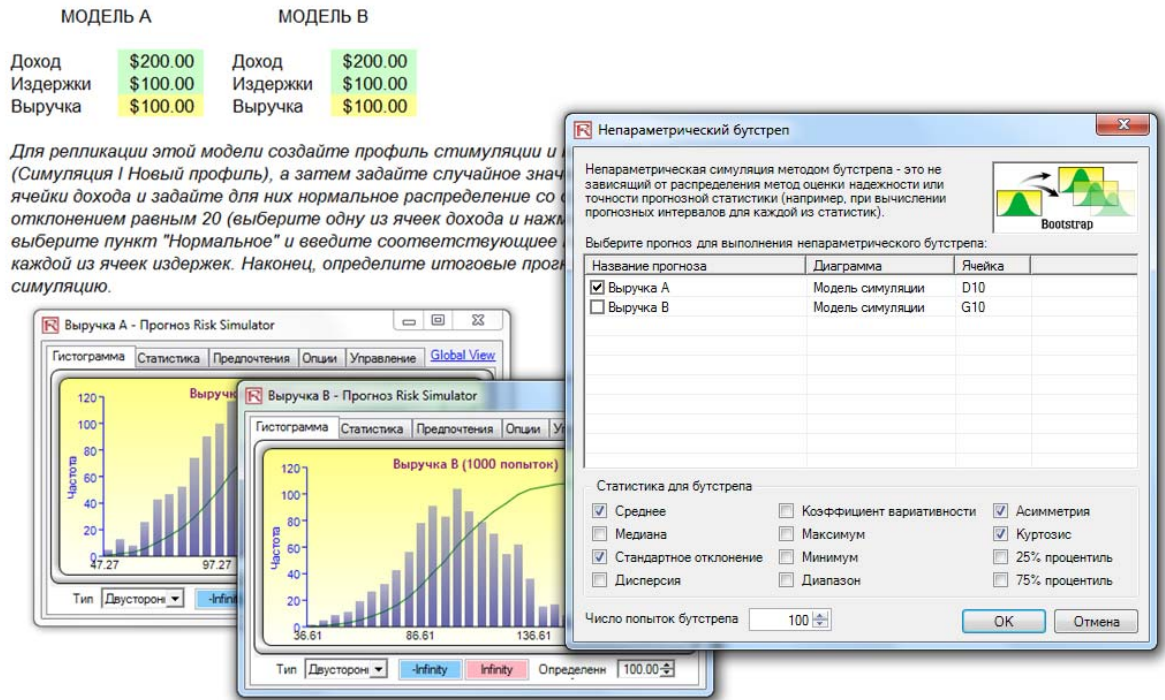 МОДЕЛЬ A МОДЕЛЬ B
Доход $200.00 Доход $200.00
Издержки $100.00 Издержки $100.00
Выручка $100.00 Выручка $100.00
Для репликации этой модели создайте профиль стимуляции и
(Симуляция I Новый профиль), а затем задайте случайное
ячейки дохода и задайте для них нормальное распределение со
отклонением равным 20 (выберите одну из ячеек дохода и
выберите пункт "Нормальное" и введите соответствующее
каждой из ячеек издержек. Наконец, определите итоговые
симуляцию.
Выручка A - Прогноз Risk Simulator
Гистограмма Статистика Предпочтения Опции Управление Global View
Частота
120
100
80
60
40
20
0
47.27 97.27
Тип
Выручка B - Прогноз Risk Simulator
Гистограмма Статистика Предпочтения Опции
Выручка B (1000 попыток)
Частота
120
100
80
60
40
20
36.61 86.61 136.61
Тип -Infinity Infinity 100.00
Непараметрический бутстреп
Непараметрическая симуляция методом бутстрепа - это не
зависящий от распределения метод оценки надежности или
точности прогнозной статистики (например, при вычислении
прогнозных интервалов для каждой из статистик).
Bootstrap
Выберите прогноз для выполнения непараметрического бутстрепа:
Название прогноза Диаграмма Ячейка
Выручка A Модель симуляции D10
Выручка B Модель симуляции G10
Статистика для бутстрепа
Среднее Коэффициент вариативности Асимметрия
Медиана Максимум Куртозис
Стандартное отклонение Минимум 25% процентиль
Дисперсия Диапазон 75% процентиль
Число попыток бутстрепа 100 OK Отмена